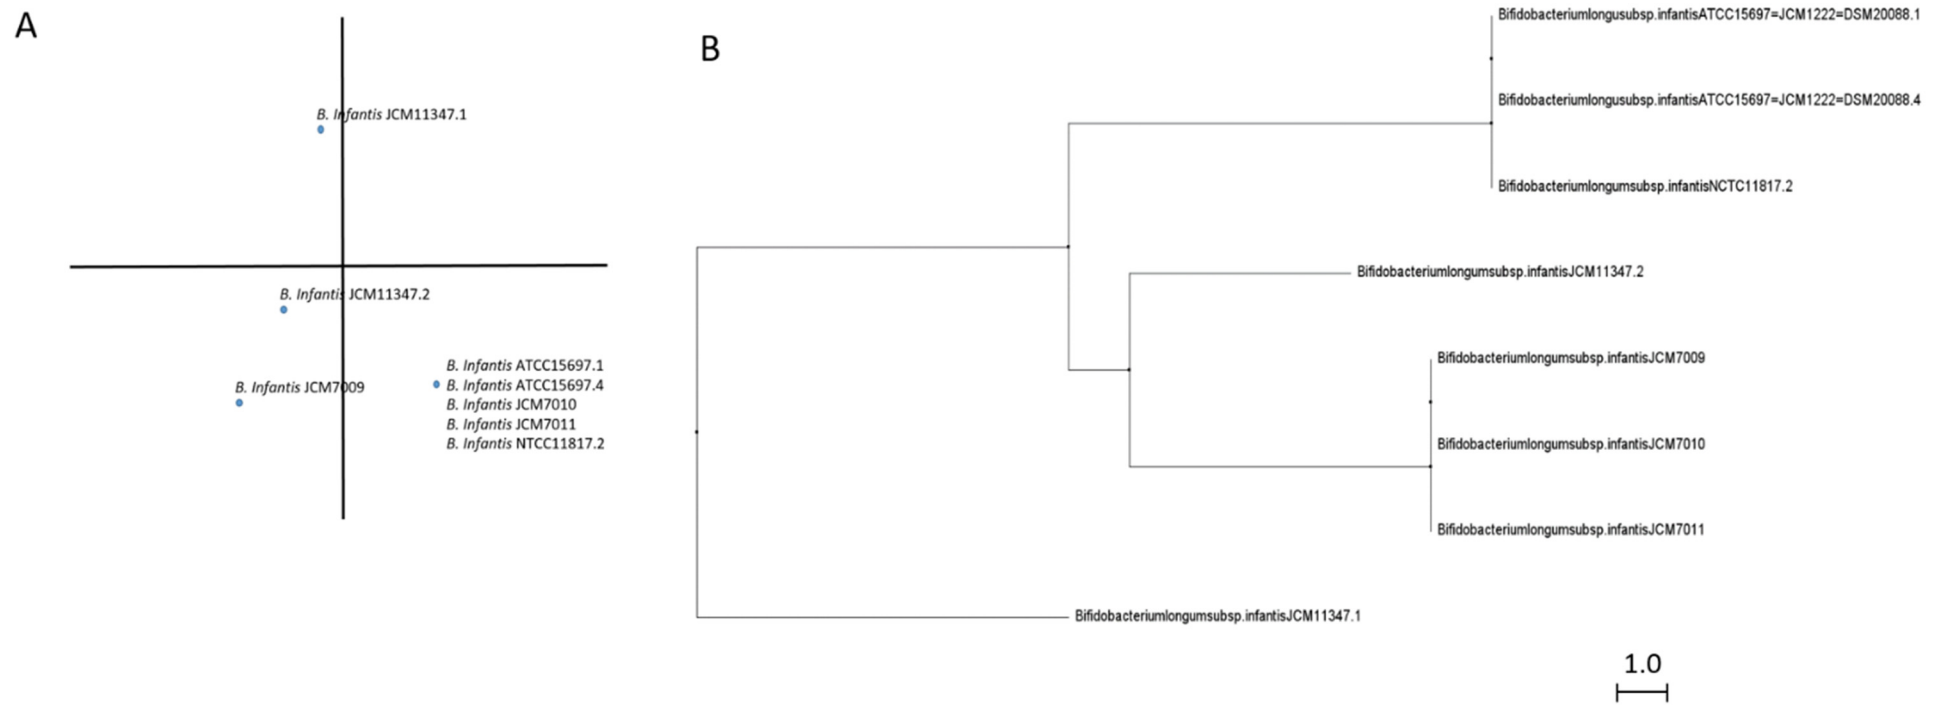 A
B. Infantis JCM11347.1
B. Infantis JCM11347.2
B. Infantis JCM7009
B. Infantis ATCC15697.1
B. Infantis ATCC15697.4
B. Infantis JCM7010
B. Infantis JCM7011
B. Infantis NTCC11817.2
B
Bifidobacteriumlongusubsp.infantisATCC15697=JCM1222=DSM20088.1
Bifidobacteriumlongusubsp.infantisATCC15697=JCM1222=DSM20088.4
Bifidobacteriumlongumsubsp.infantisNCTC11817.2
Bifidobacteriumlongumsubsp.infantisJCM11347.2
Bifidobacteriumlongumsubsp.infantisJCM7009
Bifidobacteriumlongumsubsp.infantisJCM7010
Bifidobacteriumlongumsubsp.infantisJCM7011
Bifidobacteriumlongumsubsp.infantisJCM11347.1
1.0